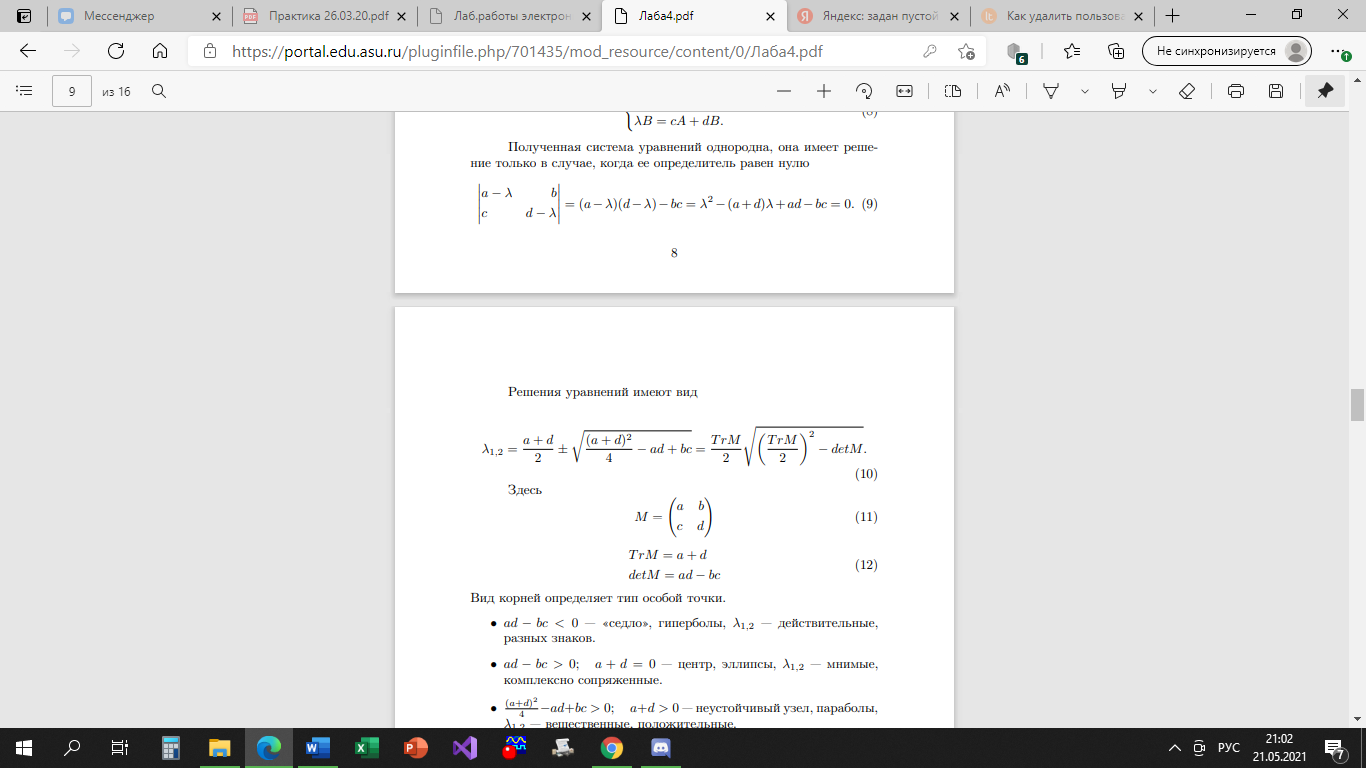 Мессенджер
Практика 26.03.20.pdf
Лаб.работы электрон
Лаба4.pdf
Яндекс: задан пустой
Как удалить пользова
https://portal.edu.asu.ru/pluginfile.php/701435/mod_resource/content/0/Лаба4.pdf
6
Не синхронизируется
9 из 16
λB = cA + dB.
Полученная система уравнений однородна, она имеет реше-
ние только в случае, когда ее определитель равен нулю
|a − λ b; c d − λ| = (a−λ)(d−λ)−bc = λ² −(a+d)λ+ad−bc = 0. (9)
8
Решения уравнений имеют вид
λ1,2 = (a + d)/2 ± √((a + d)²/4 − ad + bc) = TrM/2 √((TrM/2)² − detM).
(10)
Здесь
M = (a b; c d) (11)
TrM = a + d
detM = ad − bc
(12)
Вид корней определяет тип особой точки.
• ad − bc < 0 — «седло», гиперболы, λ1,2 — действительные,
разных знаков.
• ad − bc > 0; a + d = 0 — центр, эллипсы, λ1,2 — мнимые,
комплексно сопряженные.
• (a+d)²/4 −ad+bc > 0; a+d > 0 — неустойчивый узел, параболы,
λ1,2 — вещественные, положительные.
РУС
21:02
21.05.2021
7